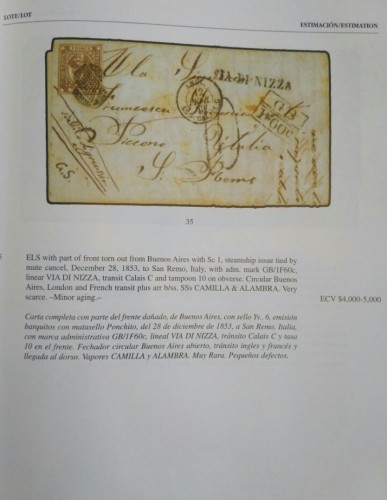 LOTE/LOT
ESTIMACIÓN/ESTIMATION
VIA DI NIZZA
GB
1F60C
S. Remo
G.S.
35
ELS with part of front torn out from Buenos Aires with Sc 1, steamship issue tied by
mute cancel, December 28, 1853, to San Remo, Italy, with adm. mark GB/1F60c,
linear VIA DI NIZZA, transit Calais C and tampoon 10 on obverse. Circular Buenos
Aires, London and French transit plus arr b/ss. SSs CAMILLA & ALAMBRA. Very
scarce. –Minor aging.–
ECV $4,000-5,000
Carta completa con parte del frente dañado, de Buenos Aires, con sello Yv. 6, emisión
barquitos con matasello Ponchito, del 28 de diciembre de 1853, a San Remo, Italia,
con marca administrativa GB/1F60c, lineal VIA DI NIZZA, tránsito Calais C y tasa
10 en el frente. Fechador circular Buenos Aires abierto, tránsito ingles y francés y
llegada al dorso. Vapores CAMILLA y ALAMBRA. Muy Rara. Pequeños defectos.